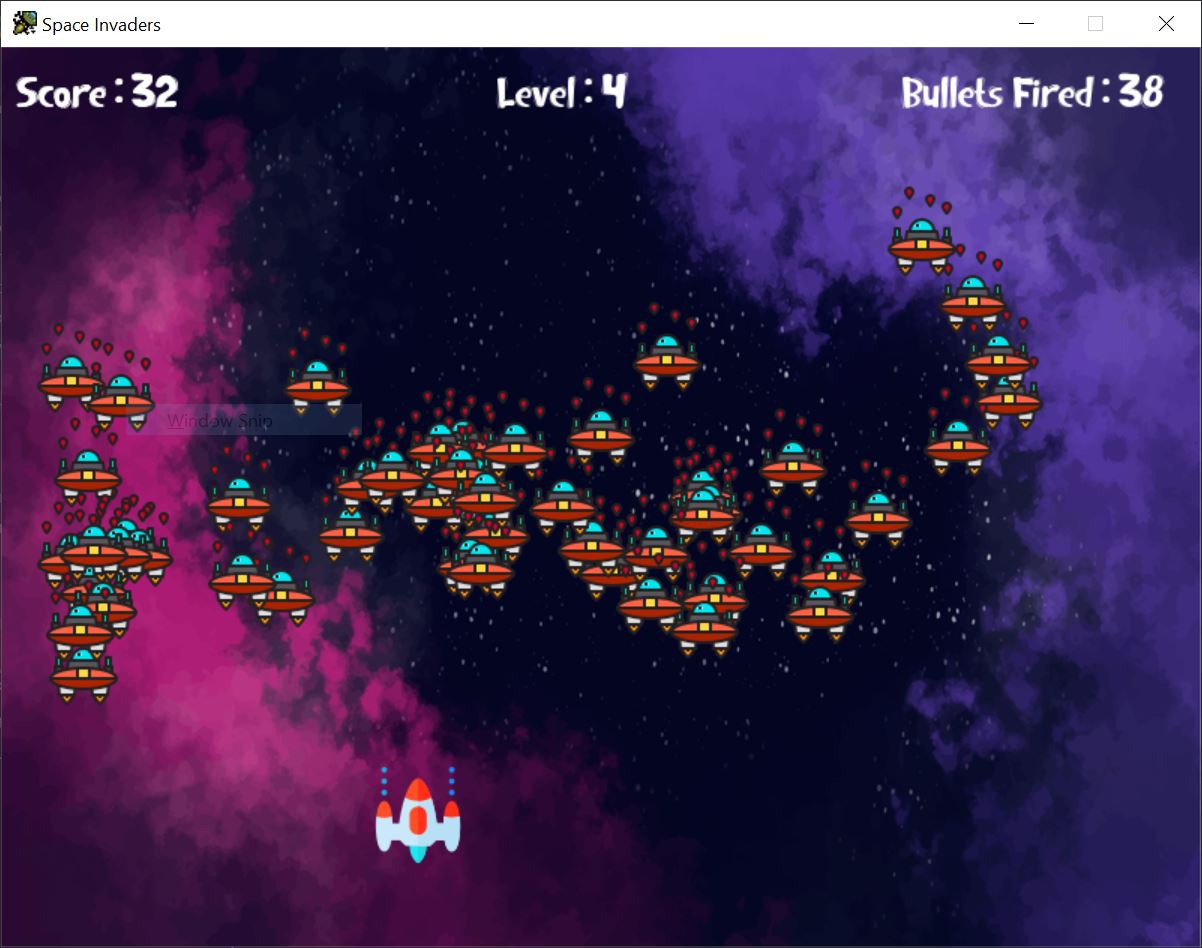 Space Invaders
Score : 32
Level : 4
Bullets Fired : 38
Window Snip